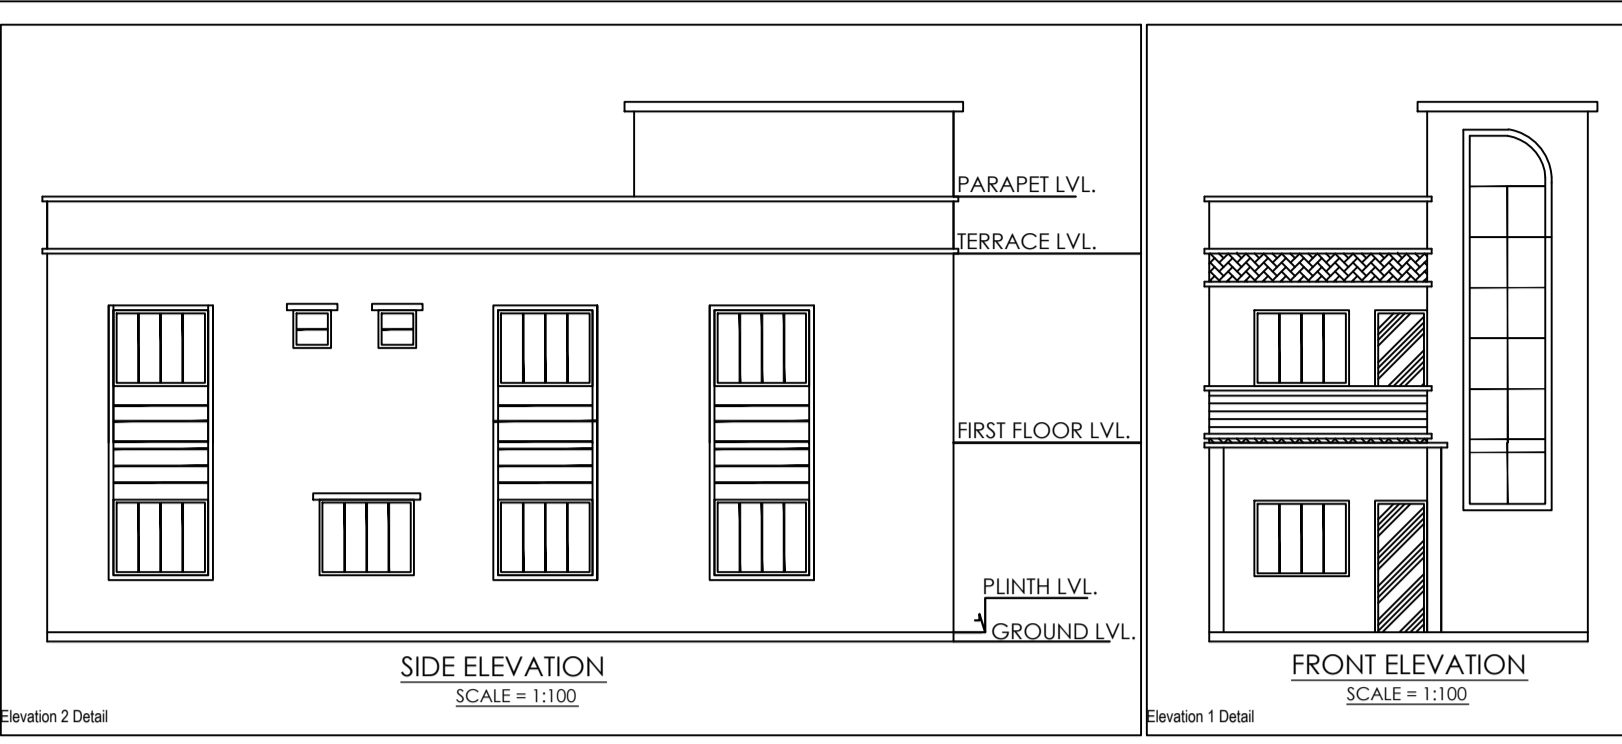 PARAPET LVL.
TERRACE LVL.
FIRST FLOOR LVL.
PLINTH LVL.
GROUND LVL.
SIDE ELEVATION
SCALE = 1:100
Elevation 2 Detail
FRONT ELEVATION
SCALE = 1:100
Elevation 1 Detail